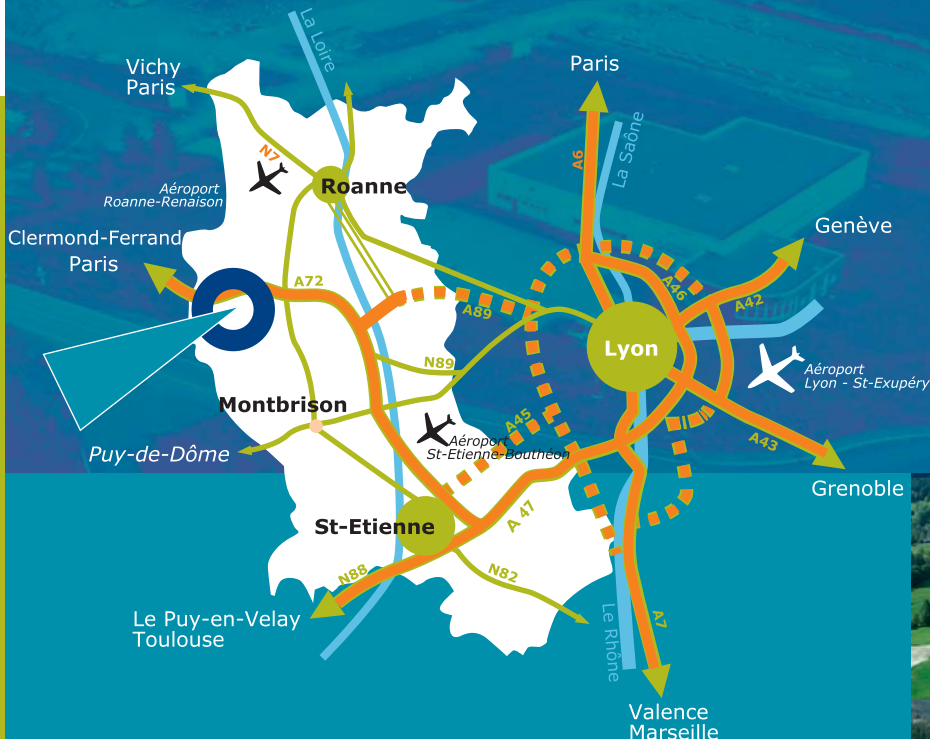 La Loire
Vichy
Paris
Paris
La Saône
N7
A6
Aéroport
Roanne-Renaison
Roanne
Genève
Clermond-Ferrand
Paris
A72
A46
A42
A89
Lyon
N89
Aéroport
Lyon - St-Exupéry
Montbrison
A45
Aéroport
St-Etienne-Bouthéon
A43
Puy-de-Dôme
Grenoble
St-Etienne
A 47
N88
N82
Le Puy-en-Velay
Toulouse
Le Rhône
A7
Valence
Marseille